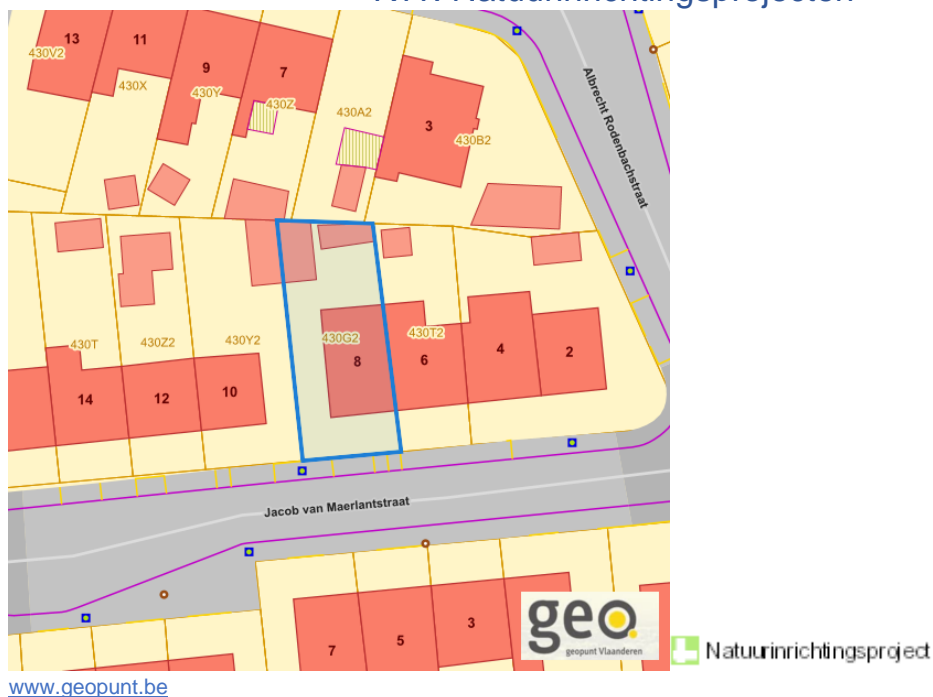 Natuurinrichtingsprojecten
13
11
9
7
430V2
430X
430Y
430Z
430A2
3
430B2
Albrecht Rodenbachstraat
430T
430Z2
430Y2
430G2
430T2
14
12
10
8
6
4
2
Jacob van Maerlantstraat
7
5
3
geo
geopunt Vlaanderen
Natuurinrichtingsproject
www.geopunt.be